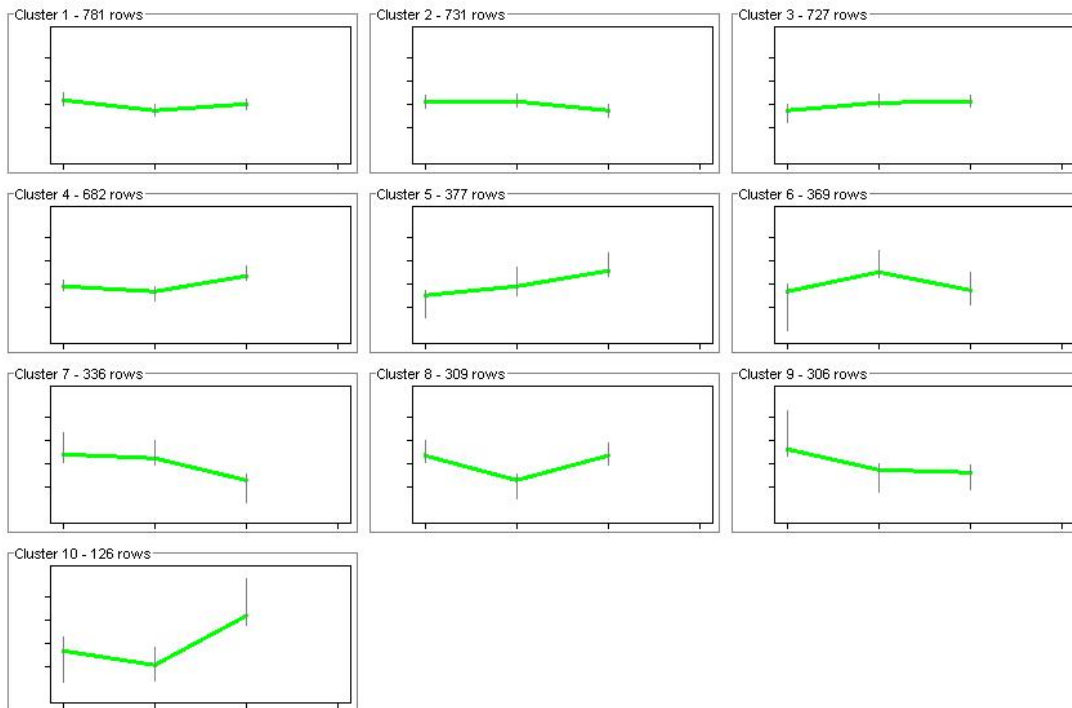 Cluster 1 - 781 rows
Cluster 2 - 731 rows
Cluster 3 - 727 rows
Cluster 4 - 682 rows
Cluster 5 - 377 rows
Cluster 6 - 369 rows
Cluster 7 - 336 rows
Cluster 8 - 309 rows
Cluster 9 - 306 rows
Cluster 10 - 126 rows